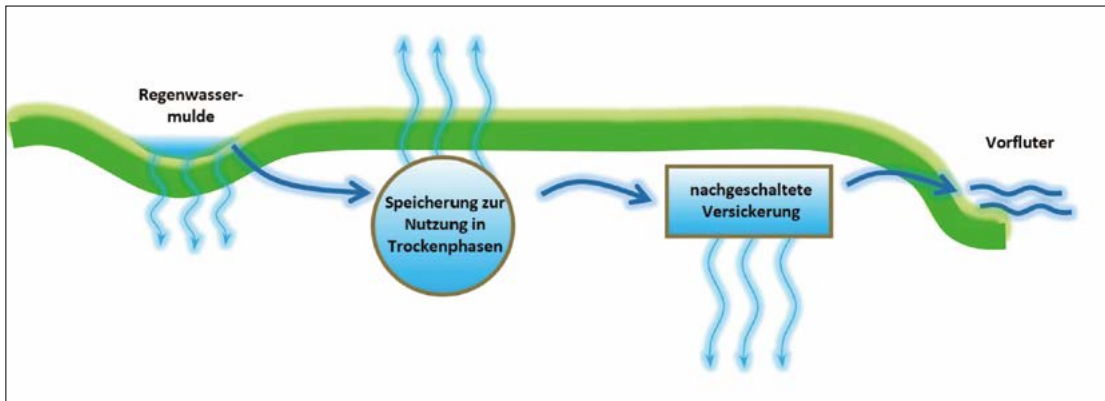 Regenwasser-
mulde
Speicherung zur
Nutzung in
Trockenphasen
nachgeschaltete
Versickerung
Vorfluter